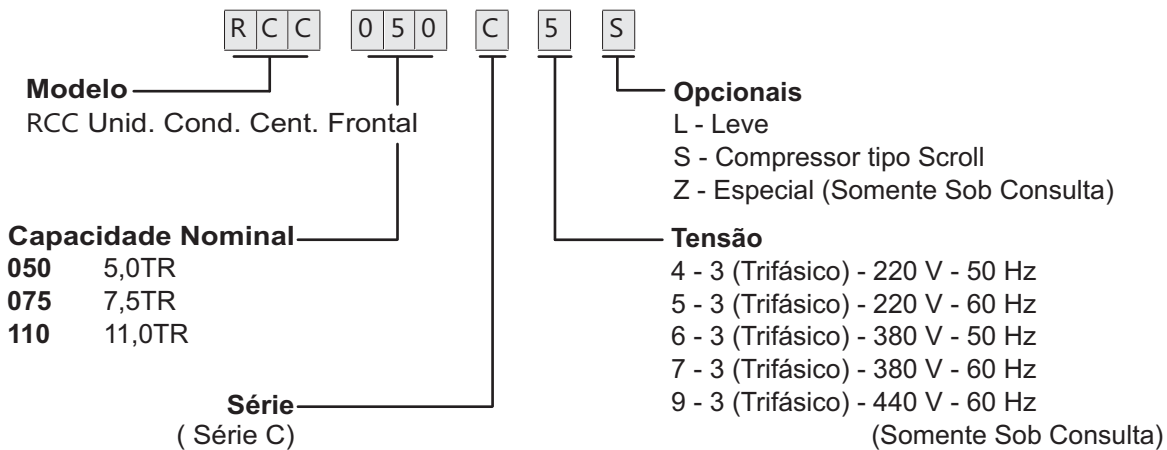 RCC 050 C 5 S
Modelo
RCC Unid. Cond. Cent. Frontal
Capacidade Nominal
050 5,0TR
075 7,5TR
110 11,0TR
Série
( Série C)
Opcionais
L - Leve
S - Compressor tipo Scroll
Z - Especial (Somente Sob Consulta)
Tensão
4 - 3 (Trifásico) - 220 V - 50 Hz
5 - 3 (Trifásico) - 220 V - 60 Hz
6 - 3 (Trifásico) - 380 V - 50 Hz
7 - 3 (Trifásico) - 380 V - 60 Hz
9 - 3 (Trifásico) - 440 V - 60 Hz
(Somente Sob Consulta)